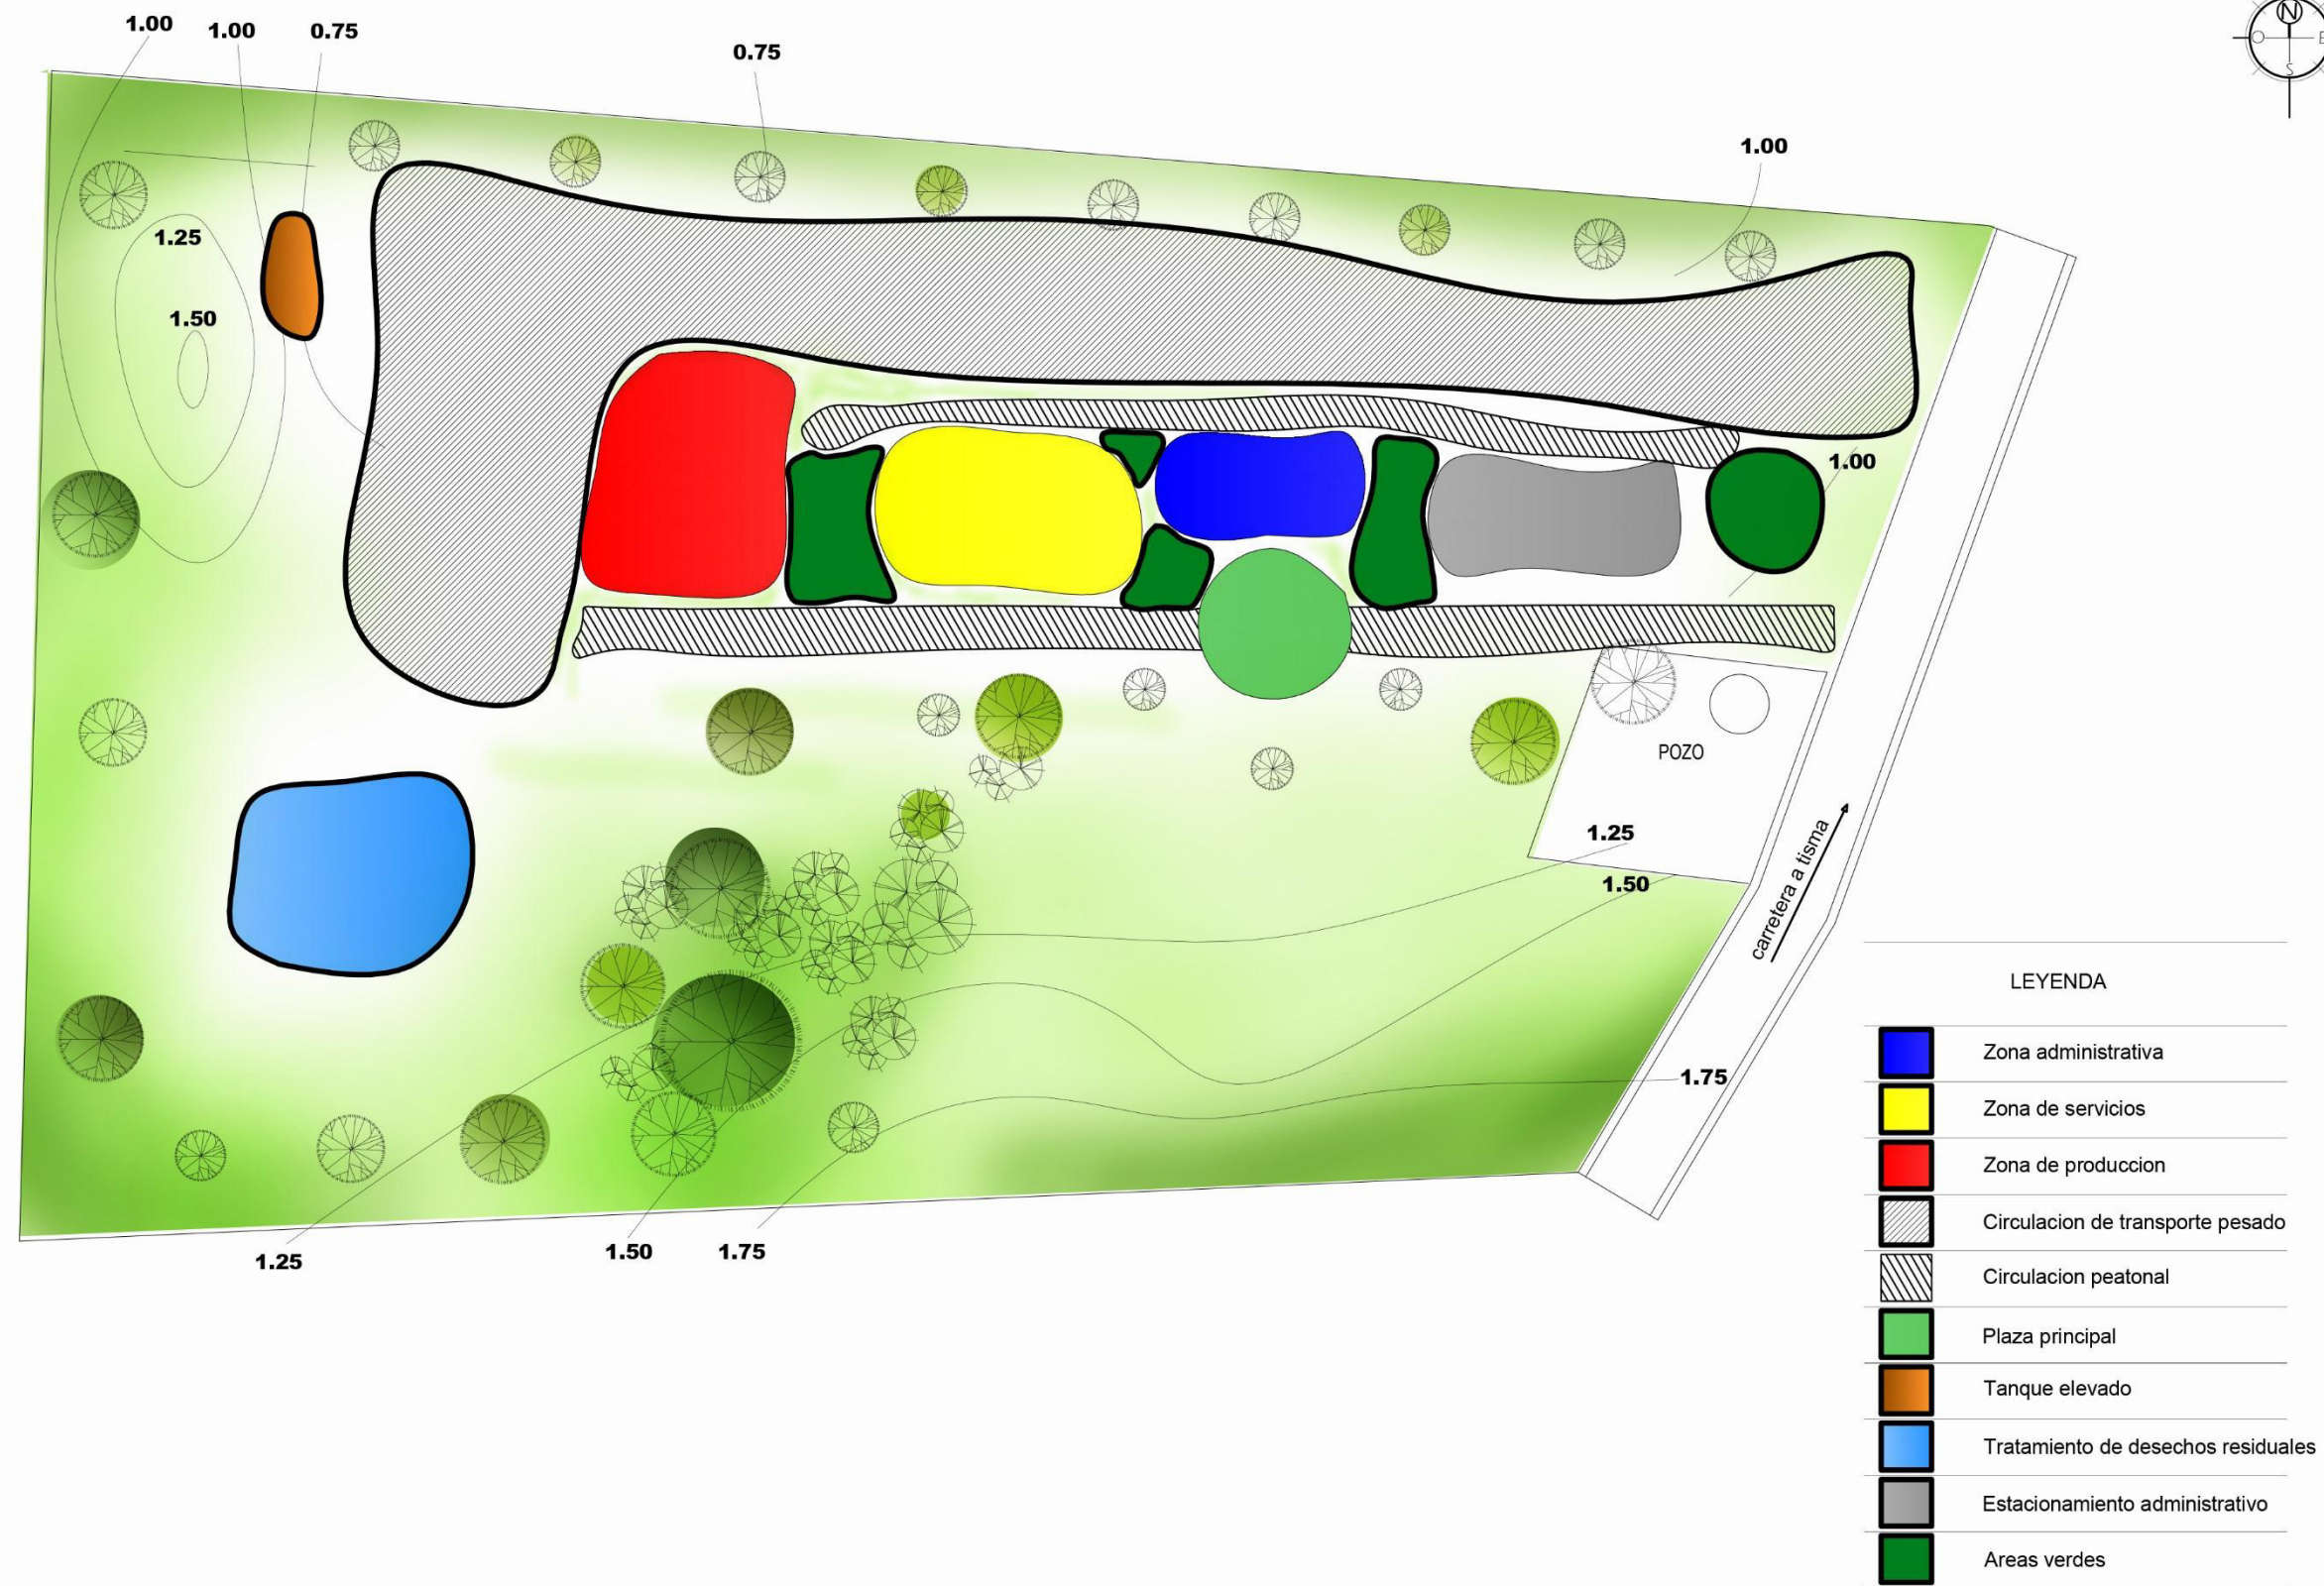 1.00
1.00
0.75
0.75
1.00
N
O
E
S
1.25
1.50
1.00
POZO
1.25
1.50
carretera a tisma
1.75
1.25
1.50
1.75
LEYENDA
Zona administrativa
Zona de servicios
Zona de produccion
Circulacion de transporte pesado
Circulacion peatonal
Plaza principal
Tanque elevado
Tratamiento de desechos residuales
Estacionamiento administrativo
Areas verdes